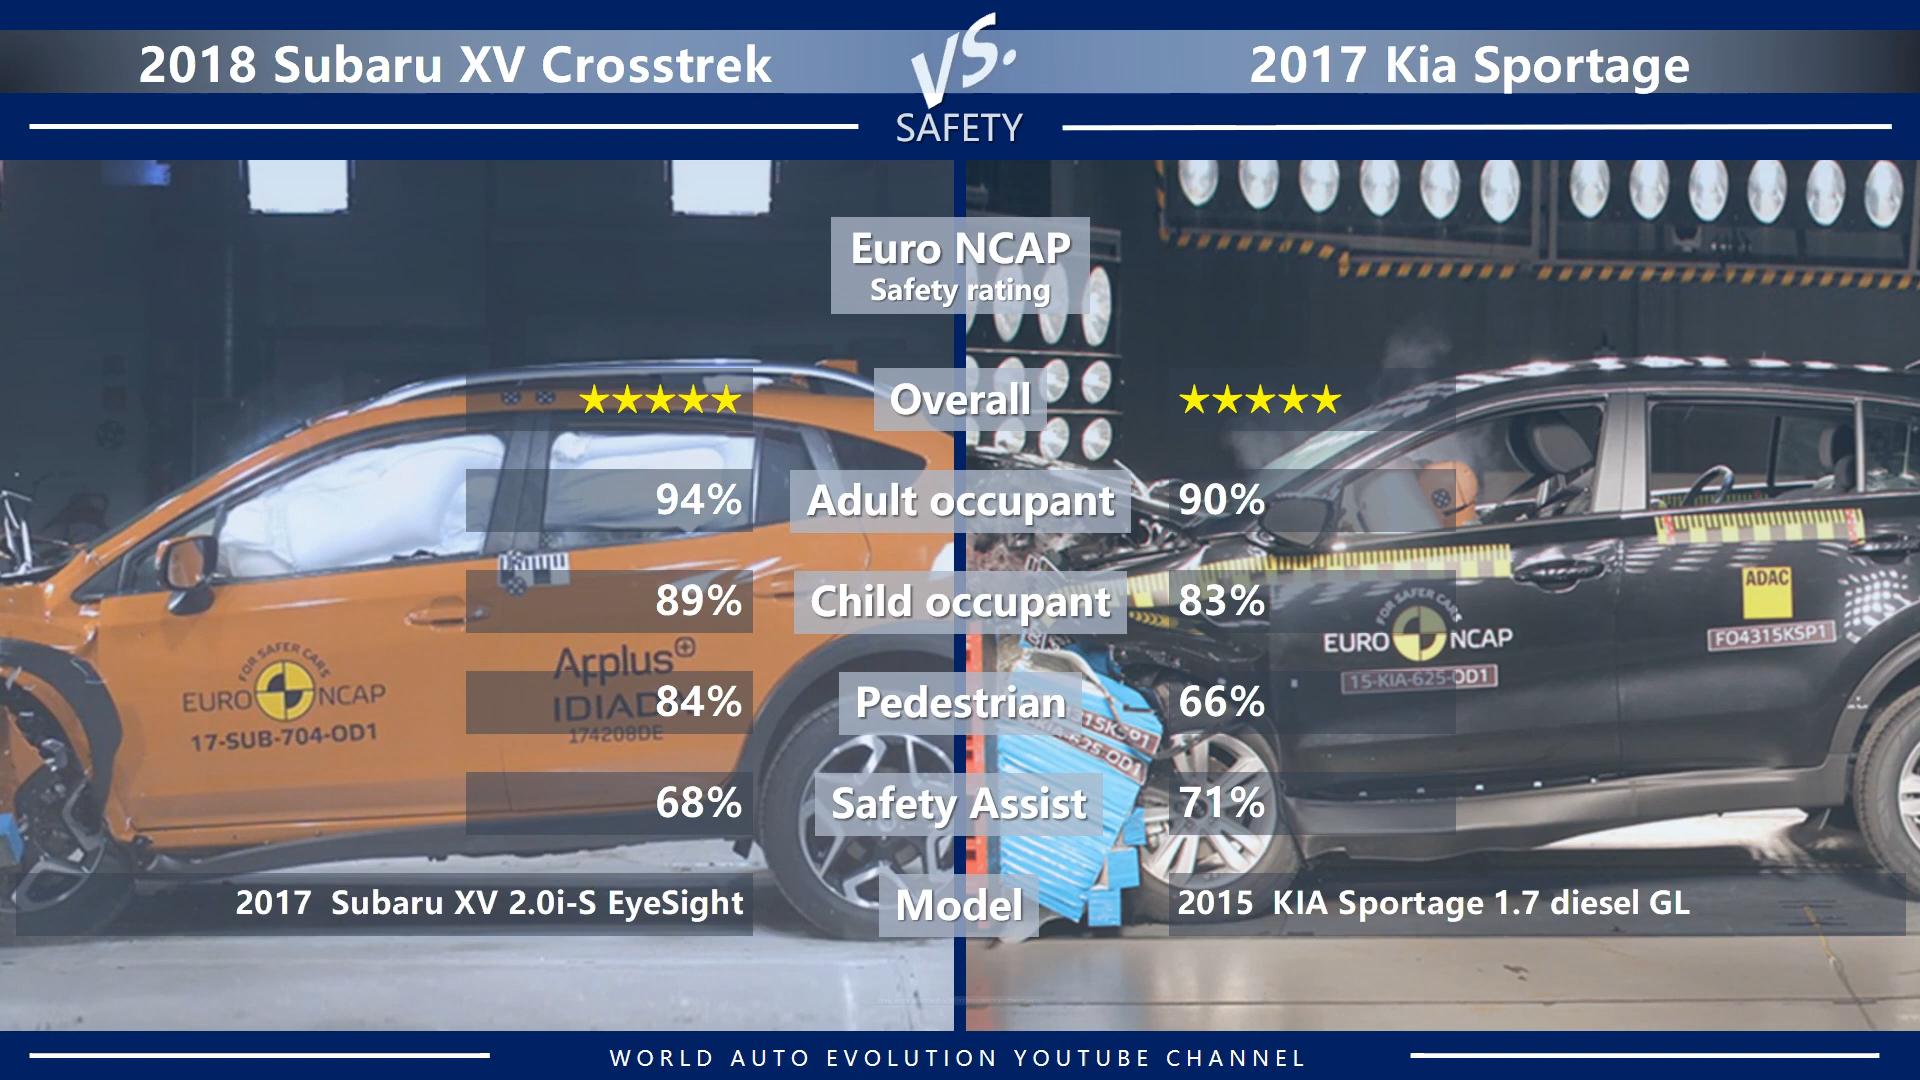 2018 Subaru XV Crosstrek
VS.
2017 Kia Sportage
SAFETY
Euro NCAP
Safety rating
★★★★★ Overall ★★★★★
94% Adult occupant 90%
89% Child occupant 83%
84% Pedestrian 66%
68% Safety Assist 71%
2017 Subaru XV 2.0i-S EyeSight Model 2015 KIA Sportage 1.7 diesel GL
FOR SAFER CARS
EURO NCAP
17-SUB-704-OD1
Applus+
IDIADA
174208DE
FOR SAFER CARS
EURO NCAP
15-KIA-625-OD1
ADAC
FO4315KSP1
WORLD AUTO EVOLUTION YOUTUBE CHANNEL